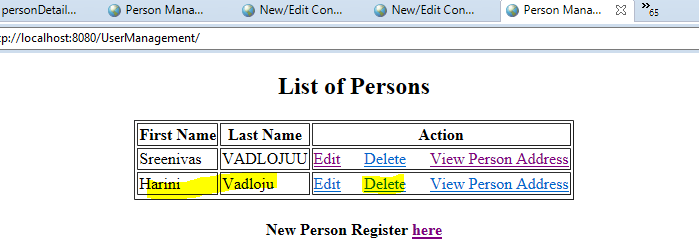 personDetail... Person Mana... New/Edit Con... New/Edit Con... Person Mana... 65
tp://localhost:8080/UserManagement/
List of Persons
First Name Last Name Action
Sreenivas VADLOJUU Edit Delete View Person Address
Harini Vadloju Edit Delete View Person Address
New Person Register here